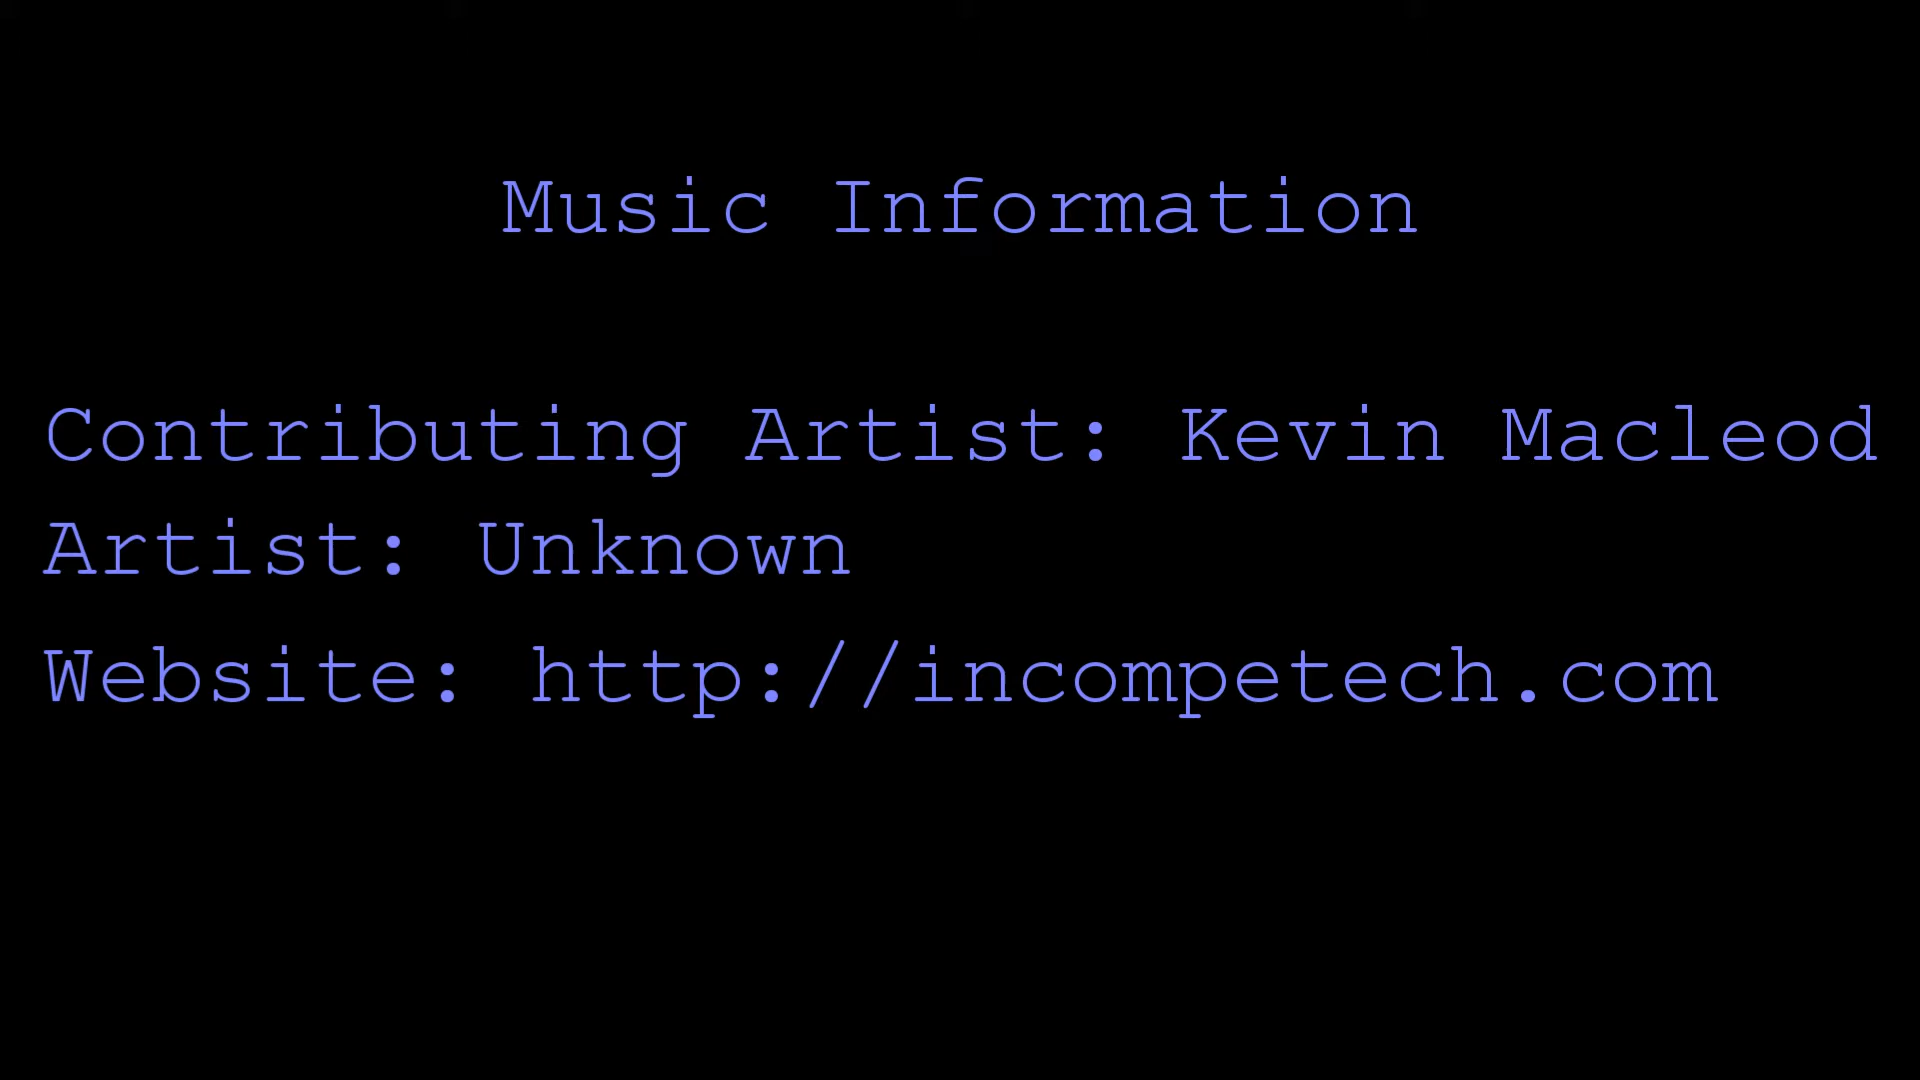 Music Information
Contributing Artist: Kevin Macleod
Artist: Unknown
Website: http://incompetech.com